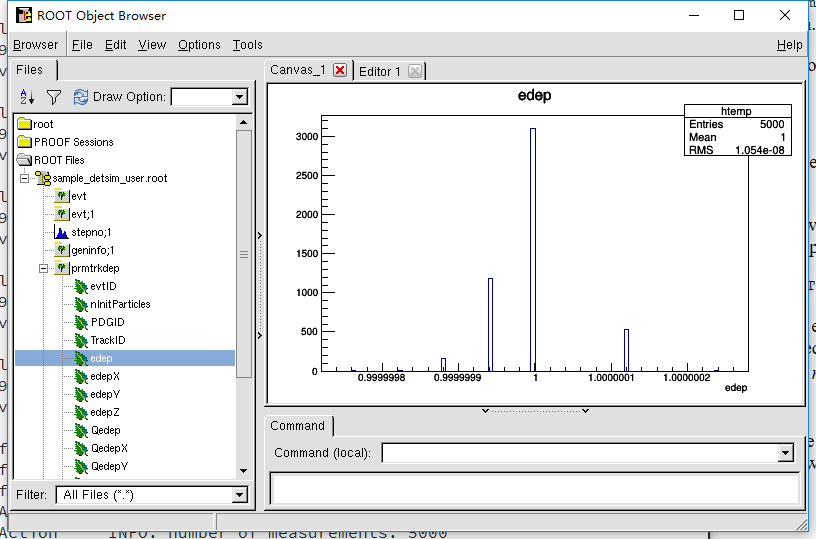 ROOT Object Browser
Browser File Edit View Options Tools Help
Files
Draw Option:
root
PROOF Sessions
ROOT Files
sample_detsim_user.root
evt
evt;1
stepno;1
geninfo;1
prmtrkdep
evtID
nInitParticles
PDGID
TrackID
edep
edepX
edepY
edepZ
Qedep
QedepX
QedepY
Filter: All Files (*.*)
Canvas_1 Editor 1
edep
htemp
Entries 5000
Mean 1
RMS 1.054e-08
3000
2500
2000
1500
1000
500
0
0.9999998 0.9999999 1 1.0000001 1.0000002
edep
Command
Command (local):
Action INFO: number of measurements: 5000